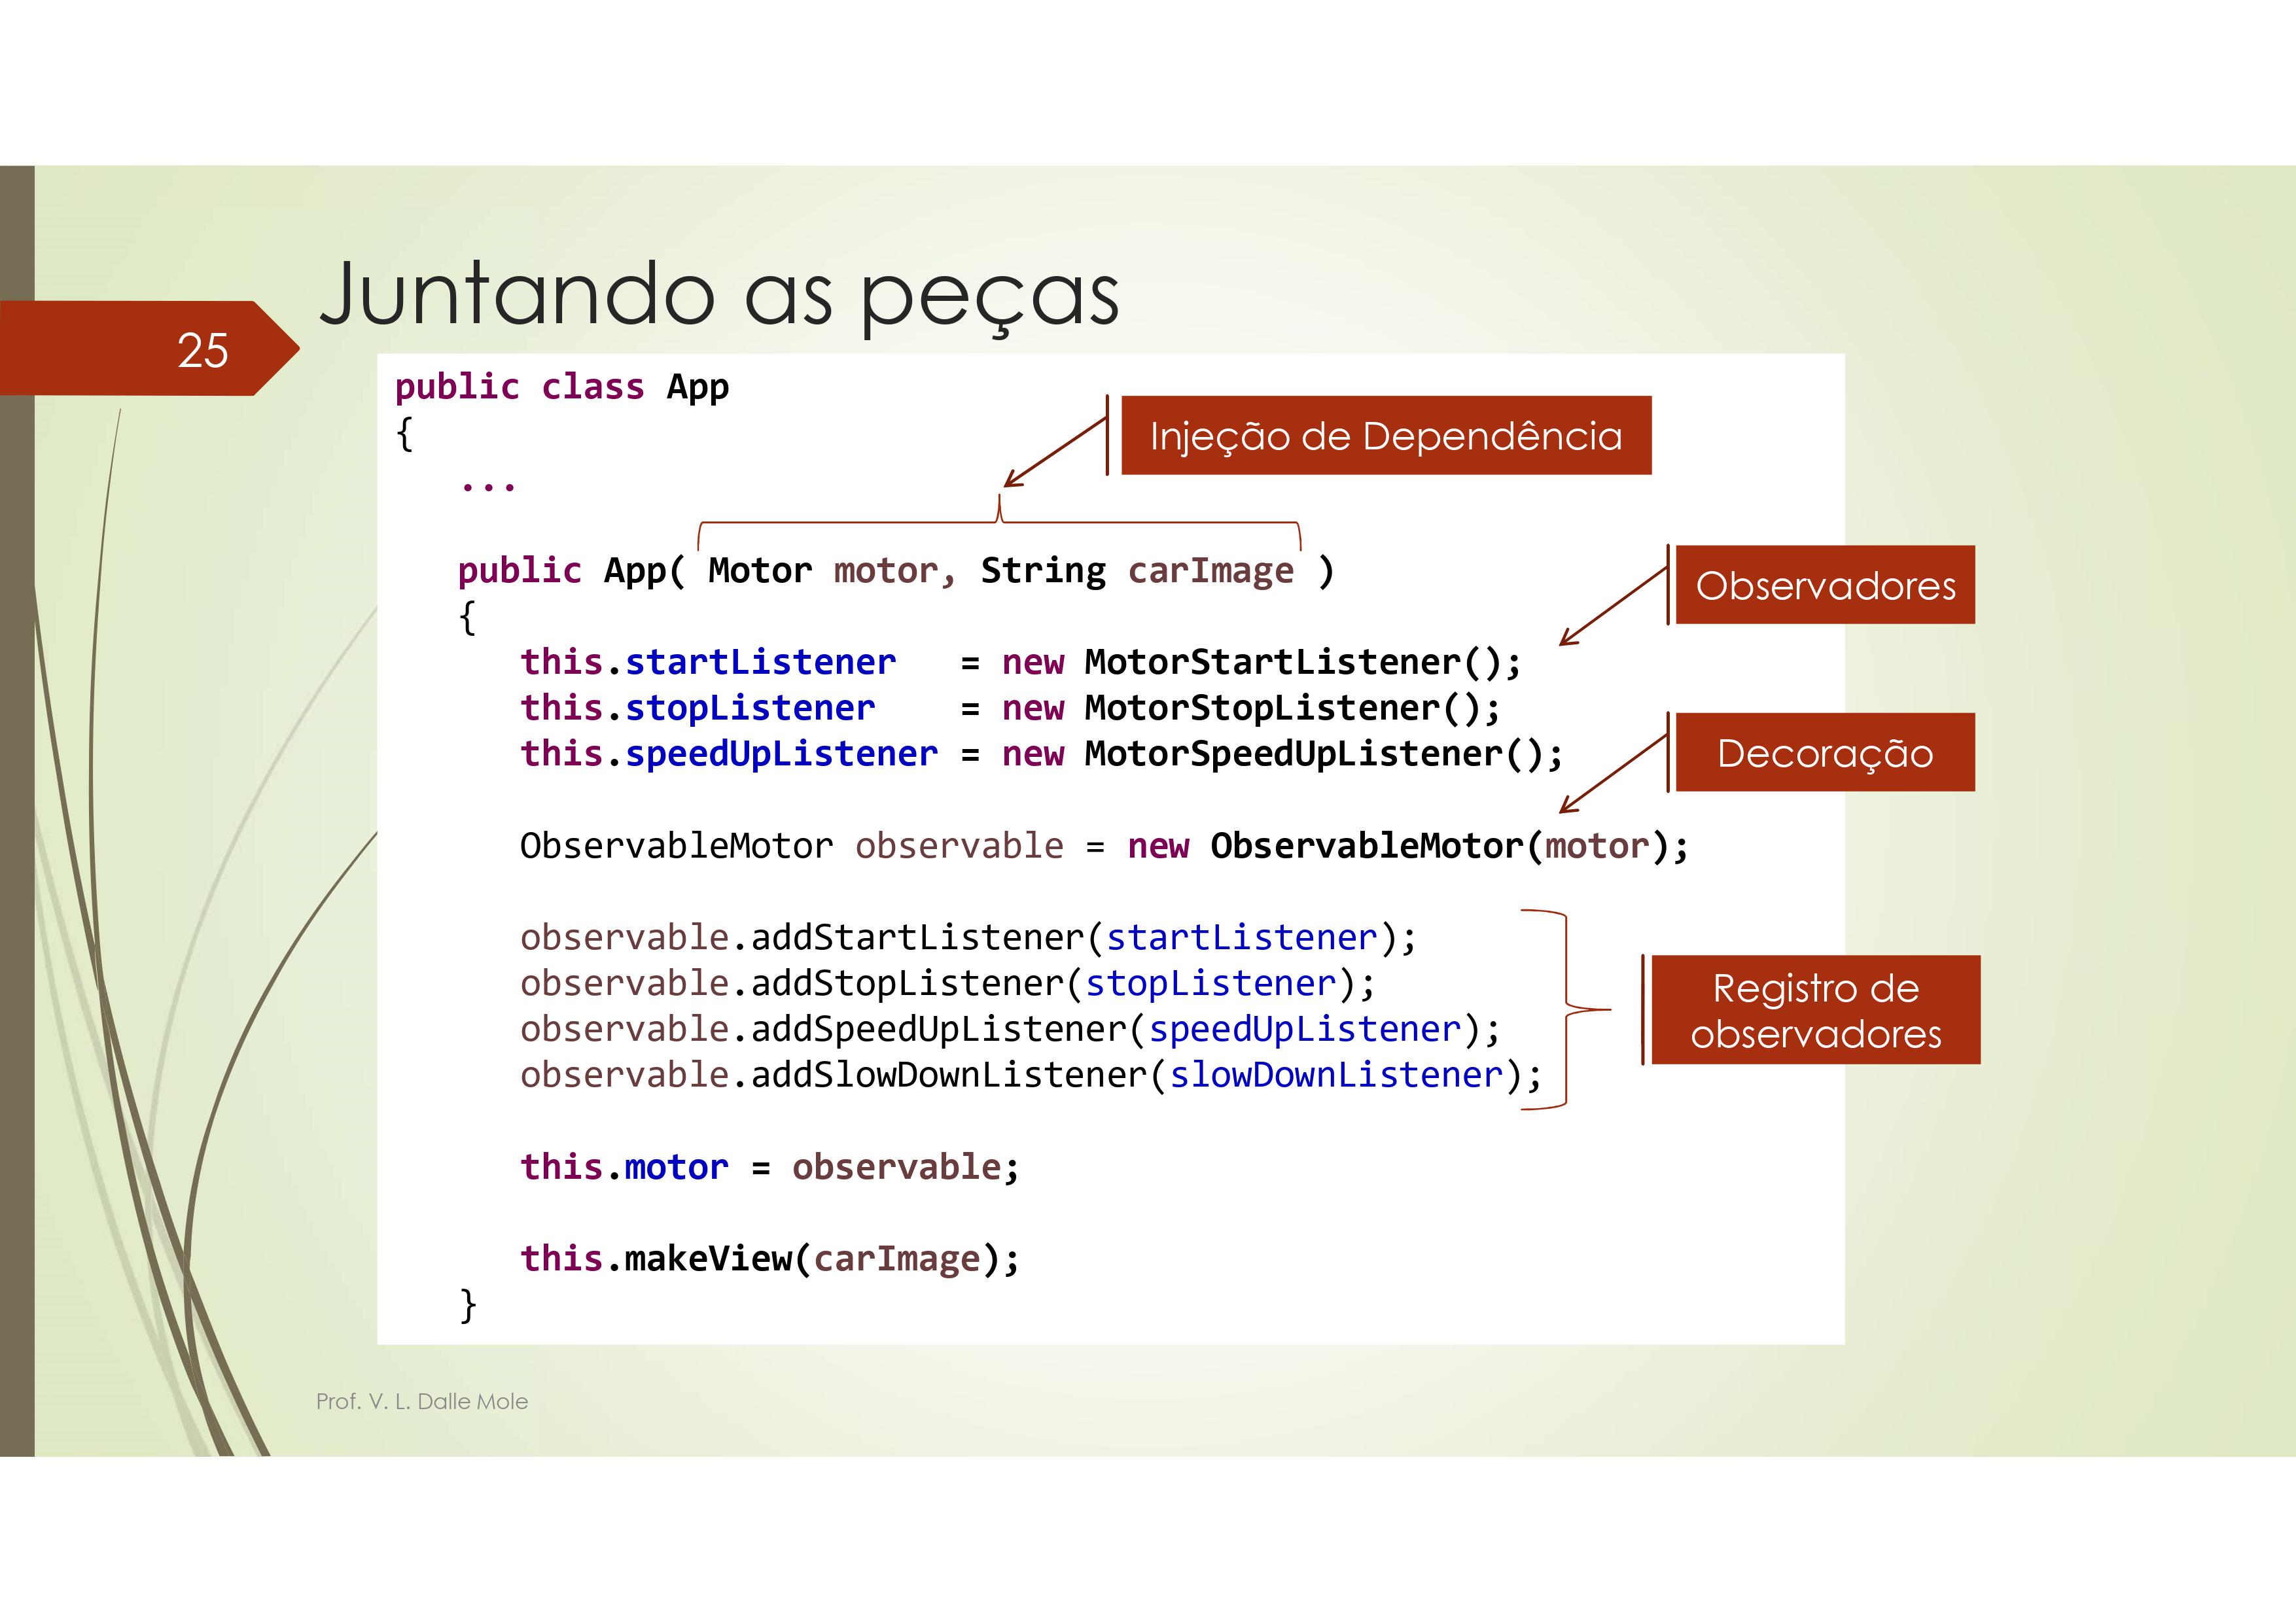 Juntando as peças
25
public class App
{
...
Injeção de Dependência
public App( Motor motor, String carImage )
{
Observadores
this.startListener = new MotorStartListener();
this.stopListener = new MotorStopListener();
this.speedUpListener = new MotorSpeedUpListener();
Decoração
ObservableMotor observable = new ObservableMotor(motor);
observable.addStartListener(startListener);
observable.addStopListener(stopListener);
observable.addSpeedUpListener(speedUpListener);
observable.addSlowDownListener(slowDownListener);
Registro de
observadores
this.motor = observable;
this.makeView(carImage);
}
Prof. V. L. Dalle Mole